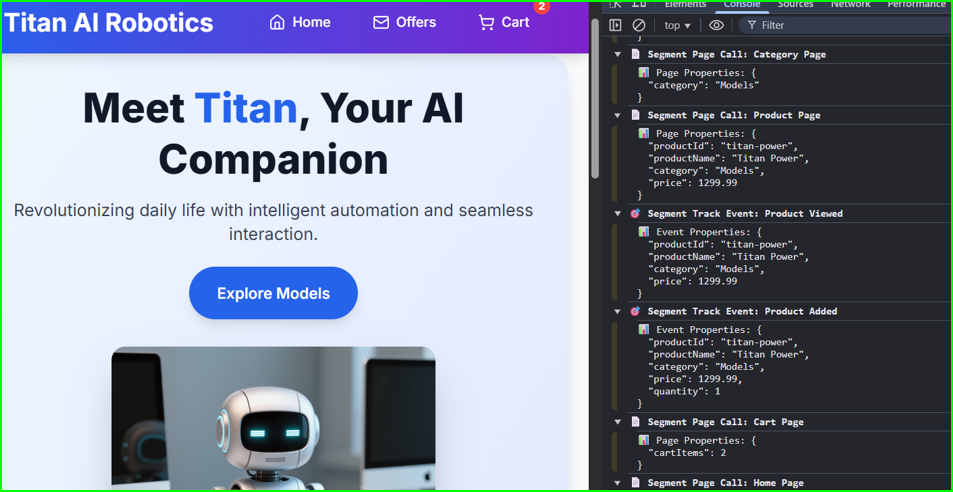 Titan AI Robotics
Home
Offers
Cart
2
Meet Titan, Your AI
Companion
Revolutionizing daily life with intelligent automation and seamless
interaction.
Explore Models
Elements
Console
Sources
Network
Performance
top
Filter
}
Segment Page Call: Category Page
Page Properties: {
"category": "Models"
}
Segment Page Call: Product Page
Page Properties: {
"productId": "titan-power",
"productName": "Titan Power",
"category": "Models",
"price": 1299.99
}
Segment Track Event: Product Viewed
Event Properties: {
"productId": "titan-power",
"productName": "Titan Power",
"category": "Models",
"price": 1299.99
}
Segment Track Event: Product Added
Event Properties: {
"productId": "titan-power",
"productName": "Titan Power",
"category": "Models",
"price": 1299.99,
"quantity": 1
}
Segment Page Call: Cart Page
Page Properties: {
"cartItems": 2
}
Segment Page Call: Home Page